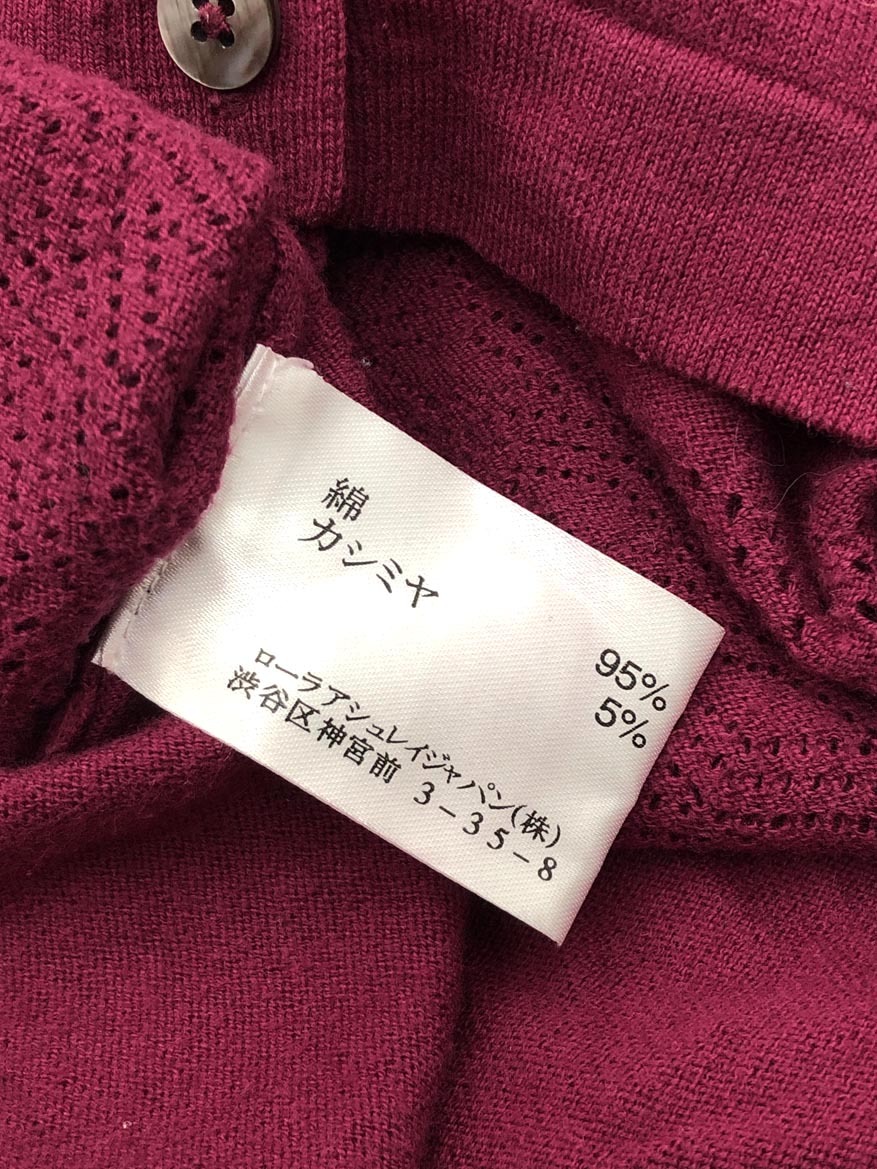 綿 95%
カシミヤ 5%
ローラアシュレイジャパン(株)
渋谷区神宮前 3-35-8